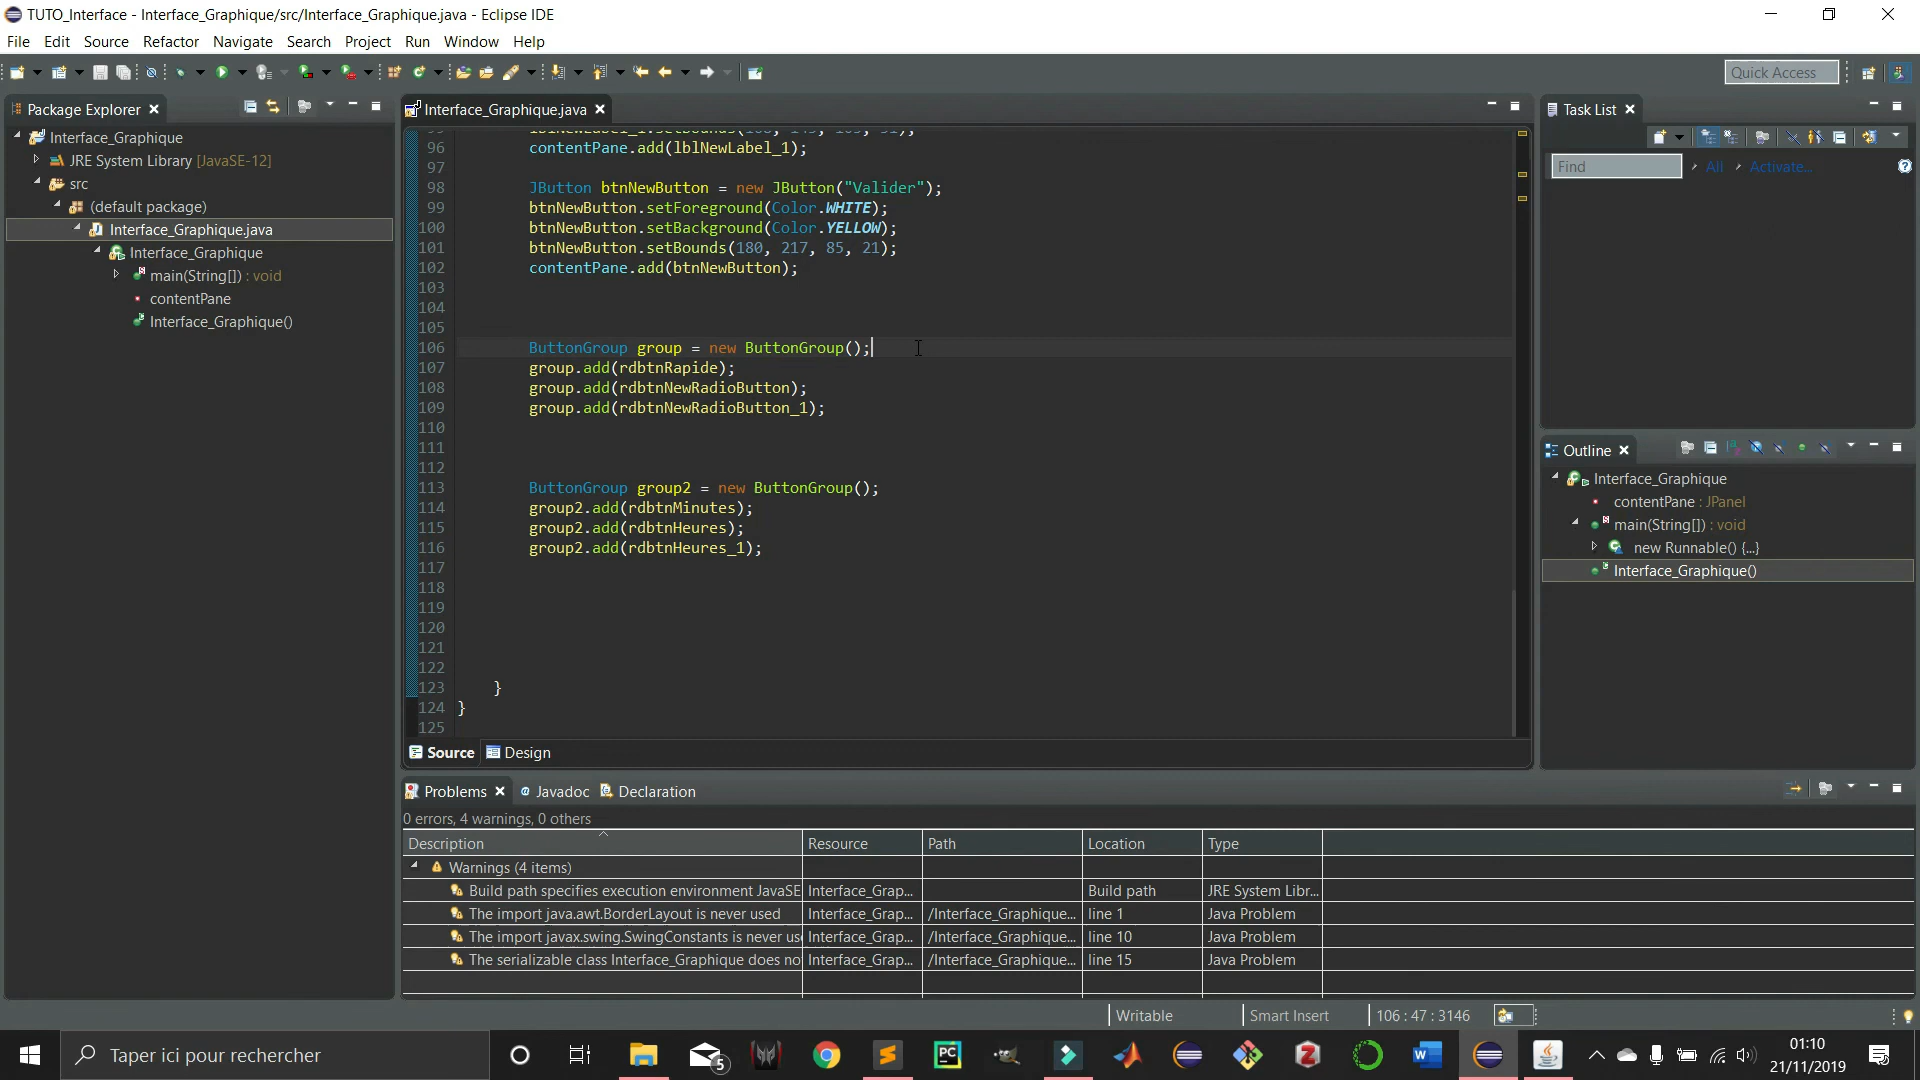 TUTO_Interface - Interface_Graphique/src/Interface_Graphique.java - Eclipse IDE
File Edit Source Refactor Navigate Search Project Run Window Help
Quick Access
Package Explorer
Interface_Graphique
JRE System Library [JavaSE-12]
src
(default package)
Interface_Graphique.java
Interface_Graphique
main(String[]) : void
contentPane
Interface_Graphique()
Interface_Graphique.java
96 contentPane.add(lblNewLabel_1);
97
98 JButton btnNewButton = new JButton("Valider");
99 btnNewButton.setForeground(Color.WHITE);
100 btnNewButton.setBackground(Color.YELLOW);
101 btnNewButton.setBounds(180, 217, 85, 21);
102 contentPane.add(btnNewButton);
103
104
105
106 ButtonGroup group = new ButtonGroup();
107 group.add(rdbtnRapide);
108 group.add(rdbtnNewRadioButton);
109 group.add(rdbtnNewRadioButton_1);
110
111
112
113 ButtonGroup group2 = new ButtonGroup();
114 group2.add(rdbtnMinutes);
115 group2.add(rdbtnHeures);
116 group2.add(rdbtnHeures_1);
117
118
119
120
121
122
123 }
124 }
125
Source Design
Task List
Find All Activate...
Outline
Interface_Graphique
contentPane : JPanel
main(String[]) : void
new Runnable() {...}
Interface_Graphique()
Problems Javadoc Declaration
0 errors, 4 warnings, 0 others
Description Resource Path Location Type
Warnings (4 items)
Build path specifies execution environment JavaSE Interface_Grap... Build path JRE System Libr...
The import java.awt.BorderLayout is never used Interface_Grap... /Interface_Graphique... line 1 Java Problem
The import javax.swing.SwingConstants is never us Interface_Grap... /Interface_Graphique... line 10 Java Problem
The serializable class Interface_Graphique does no Interface_Grap... /Interface_Graphique... line 15 Java Problem
Writable Smart Insert 106 : 47 : 3146
Taper ici pour rechercher
5
PC
W
01:10
21/11/2019